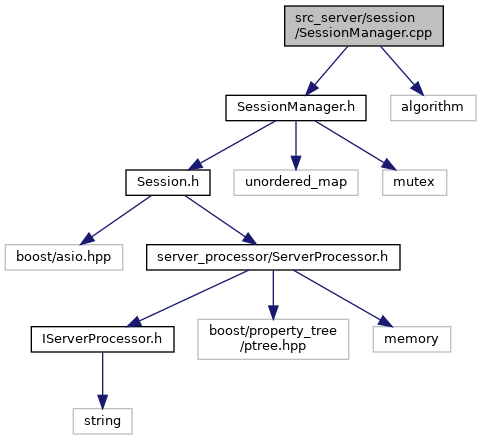 src_server/session
/SessionManager.cpp
SessionManager.h
algorithm
Session.h
unordered_map
mutex
boost/asio.hpp
server_processor/ServerProcessor.h
IServerProcessor.h
boost/property_tree
/ptree.hpp
memory
string